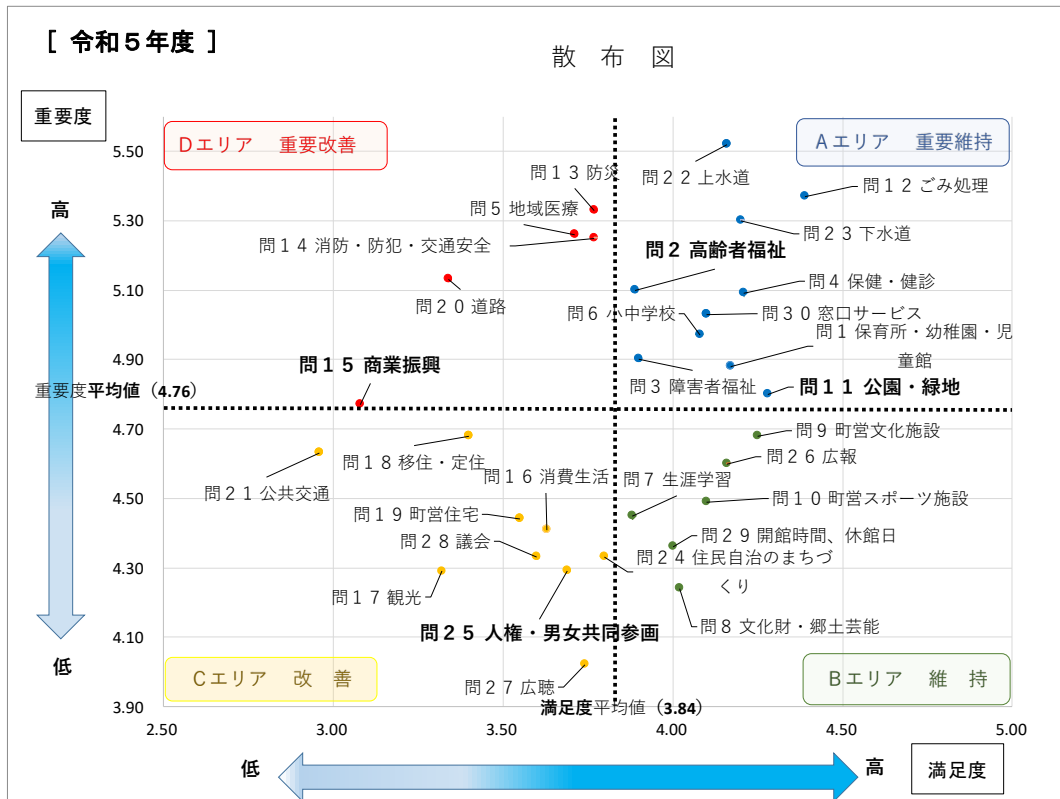 [ 令和５年度 ]
散 布 図
重要度
Dエリア　重要改善
Aエリア　重要維持
5.50
問１３ 防災
問２２ 上水道
問１２ ごみ処理
高
問５ 地域医療
5.30
問１４ 消防・防犯・交通安全
問２３ 下水道
問２ 高齢者福祉
問４ 保健・健診
5.10
問２０ 道路
問６ 小中学校
問３０ 窓口サービス
問１ 保育所・幼稚園・児
童館
4.90
問１５ 商業振興
問３ 障害者福祉
問１１ 公園・緑地
重要度平均値（4.76）
4.70
問９ 町営文化施設
問１８ 移住・定住
問２６ 広報
問１６ 消費生活
問７ 生涯学習
問２１ 公共交通
4.50
問１０ 町営スポーツ施設
問１９ 町営住宅
問２９ 開館時間、休館日
問２８ 議会
問２４ 住民自治のまちづ
くり
4.30
問１７ 観光
問８ 文化財・郷土芸能
問２５ 人権・男女共同参画
4.10
低
Cエリア　改　善
問２７ 広聴
Bエリア　維　持
3.90
満足度平均値（3.84）
2.50 3.00 3.50 4.00 4.50 5.00
低
高
満足度